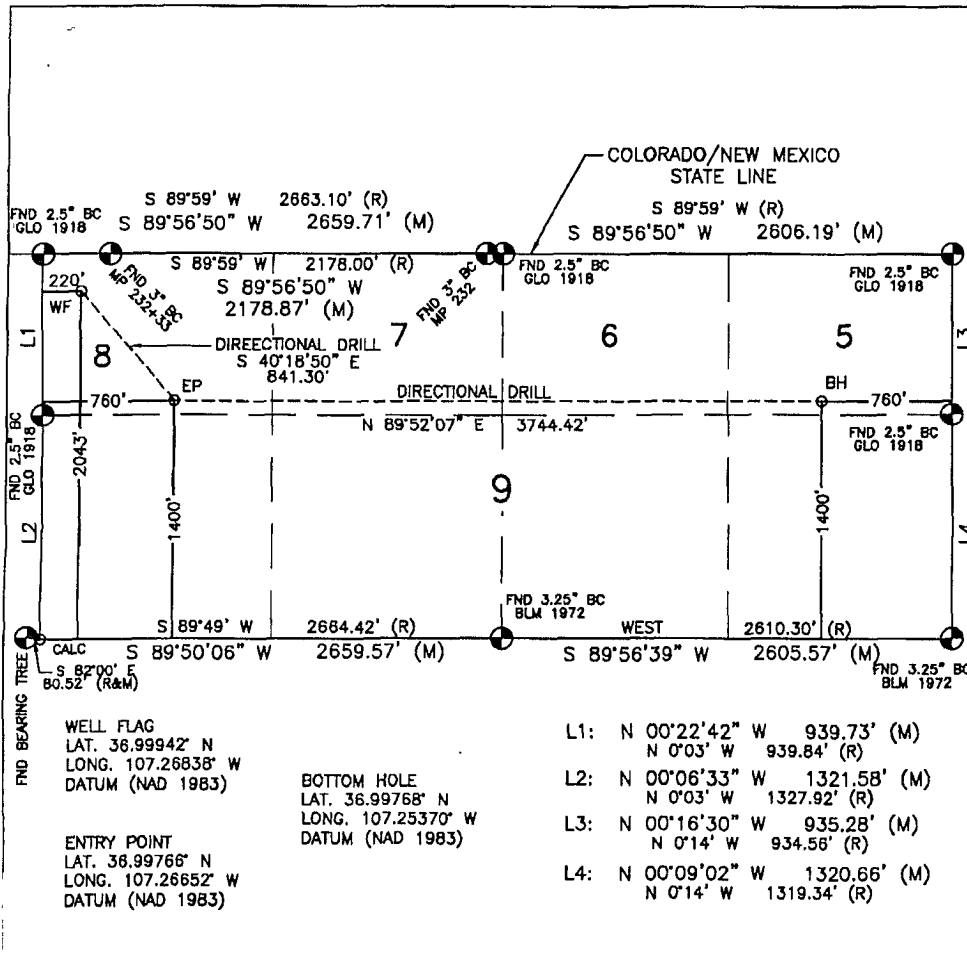 COLORADO/NEW MEXICO
STATE LINE
S 89°59' W 2663.10' (R)
S 89°56'50" W 2659.71' (M)
S 89°59' W (R)
S 89°56'50" W 2606.19' (M)
FND 2.5" BC
GLO 1918
S 89°59' W 2178.00' (R)
S 89°56'50" W
2178.87' (M)
FND 3" BC
MP 232+33
FND 3" BC
MP 232
FND 2.5" BC
GLO 1918
FND 2.5" BC
GLO 1918
220'
WF
L1
8
7
6
5
L3
DIREECTIONAL DRILL
S 40°18'50" E
841.30'
EP
760'
DIRECTIONAL DRILL
BH
760'
N 89°52'07" E 3744.42'
FND 2.5" BC
GLO 1918
FND 2.5" BC
GLO 1918
2043'
1400'
9
1400'
L2
L4
FND 3.25" BC
BLM 1972
S 89°49' W 2664.42' (R)
S 89°50'06" W 2659.57' (M)
WEST 2610.30' (R)
S 89°56'39" W 2605.57' (M)
FND 3.25" BC
BLM 1972
CALC
S 82°00' E
80.52' (R&M)
FND BEARING TREE
WELL FLAG
LAT. 36.99942° N
LONG. 107.26838° W
DATUM (NAD 1983)
ENTRY POINT
LAT. 36.99766° N
LONG. 107.26652° W
DATUM (NAD 1983)
BOTTOM HOLE
LAT. 36.99768° N
LONG. 107.25370° W
DATUM (NAD 1983)
L1: N 00°22'42" W 939.73' (M)
N 0°03' W 939.84' (R)
L2: N 00°06'33" W 1321.58' (M)
N 0°03' W 1327.92' (R)
L3: N 00°16'30" W 935.28' (M)
N 0°14' W 934.56' (R)
L4: N 00°09'02" W 1320.66' (M)
N 0°14' W 1319.34' (R)